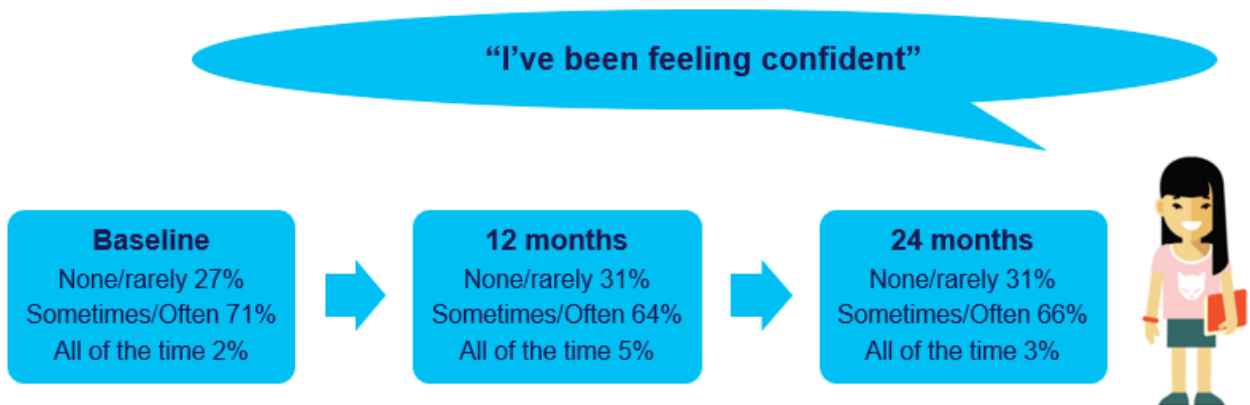 “I’ve been feeling confident”
Baseline
None/rarely 27%
Sometimes/Often 71%
All of the time 2%
12 months
None/rarely 31%
Sometimes/Often 64%
All of the time 5%
24 months
None/rarely 31%
Sometimes/Often 66%
All of the time 3%